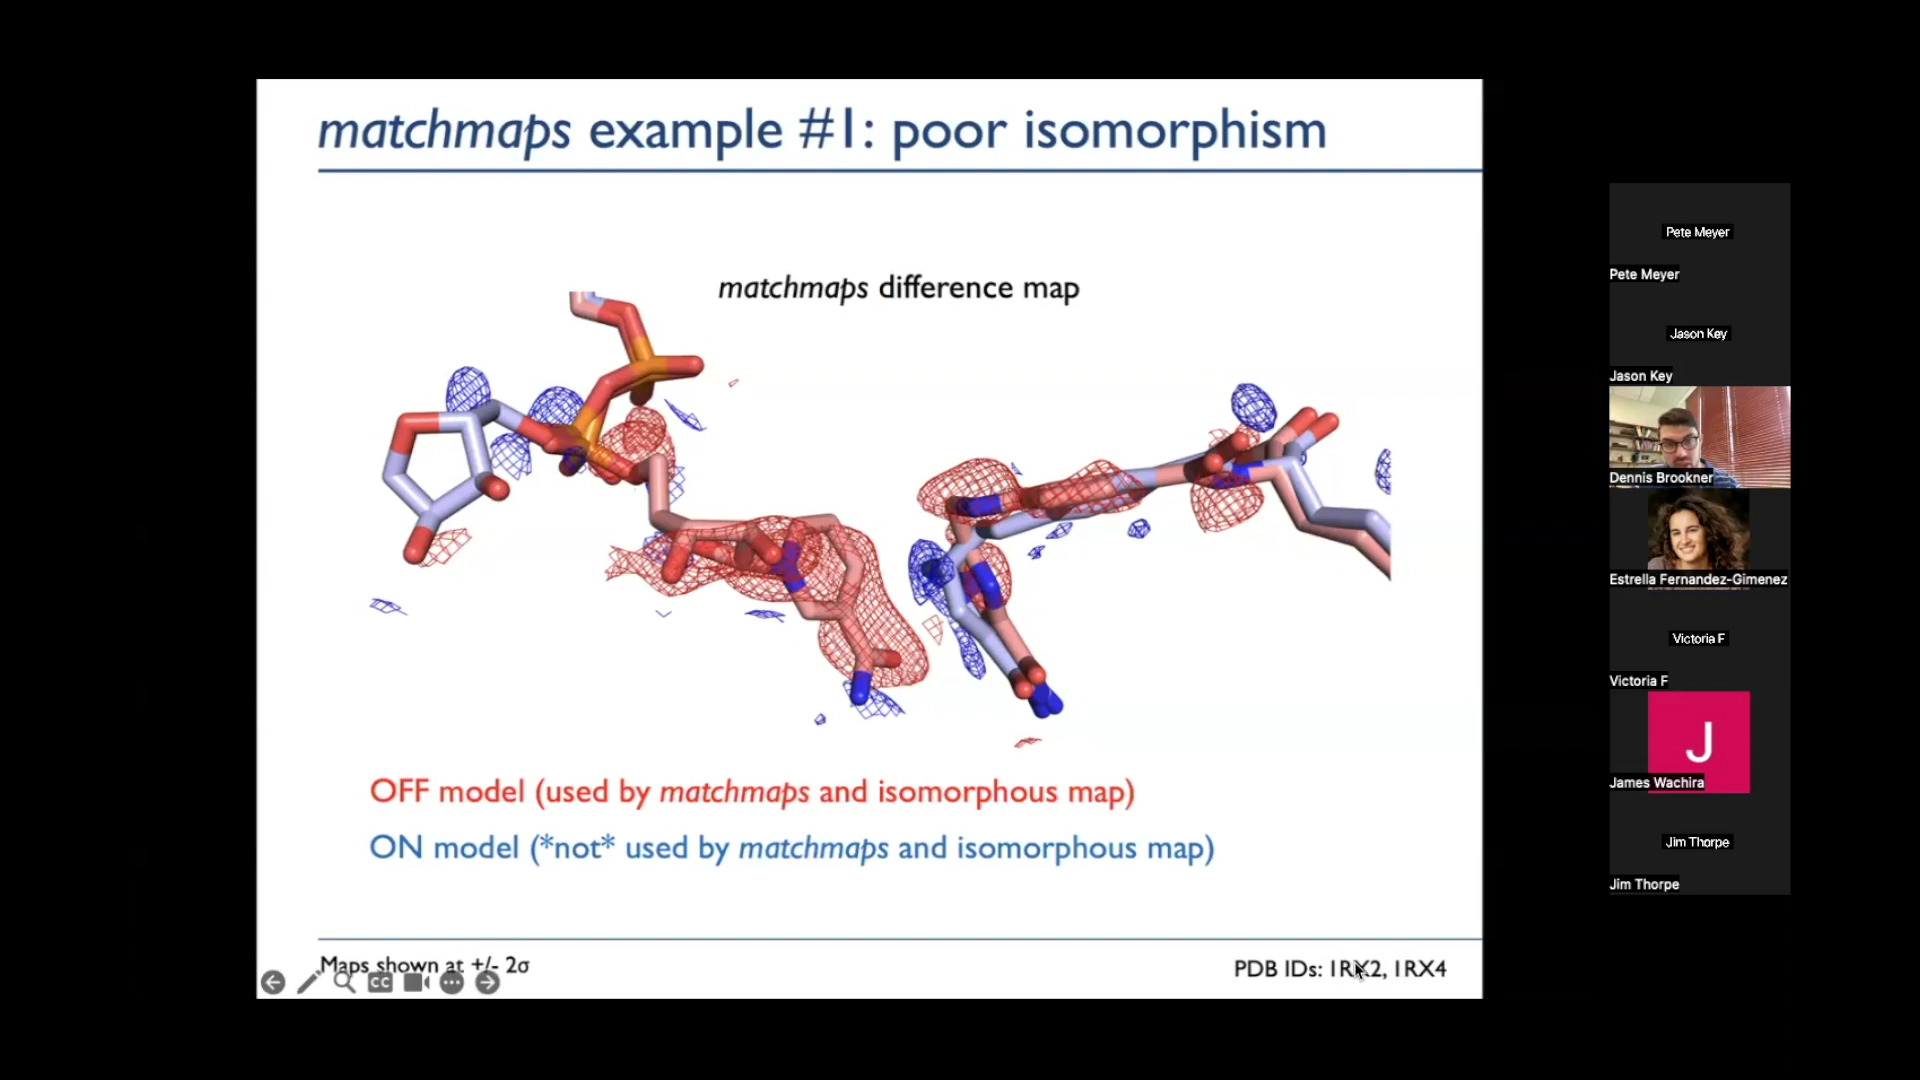 matchmaps example #1: poor isomorphism
matchmaps difference map
OFF model (used by matchmaps and isomorphous map)
ON model (*not* used by matchmaps and isomorphous map)
Maps shown at +/- 2σ
PDB IDs: 1RX2, 1RX4
CC
Pete Meyer
Pete Meyer
Jason Key
Jason Key
Dennis Brookner
Estrella Fernandez-Gimenez
Victoria F
Victoria F
J
James Wachira
Jim Thorpe
Jim Thorpe